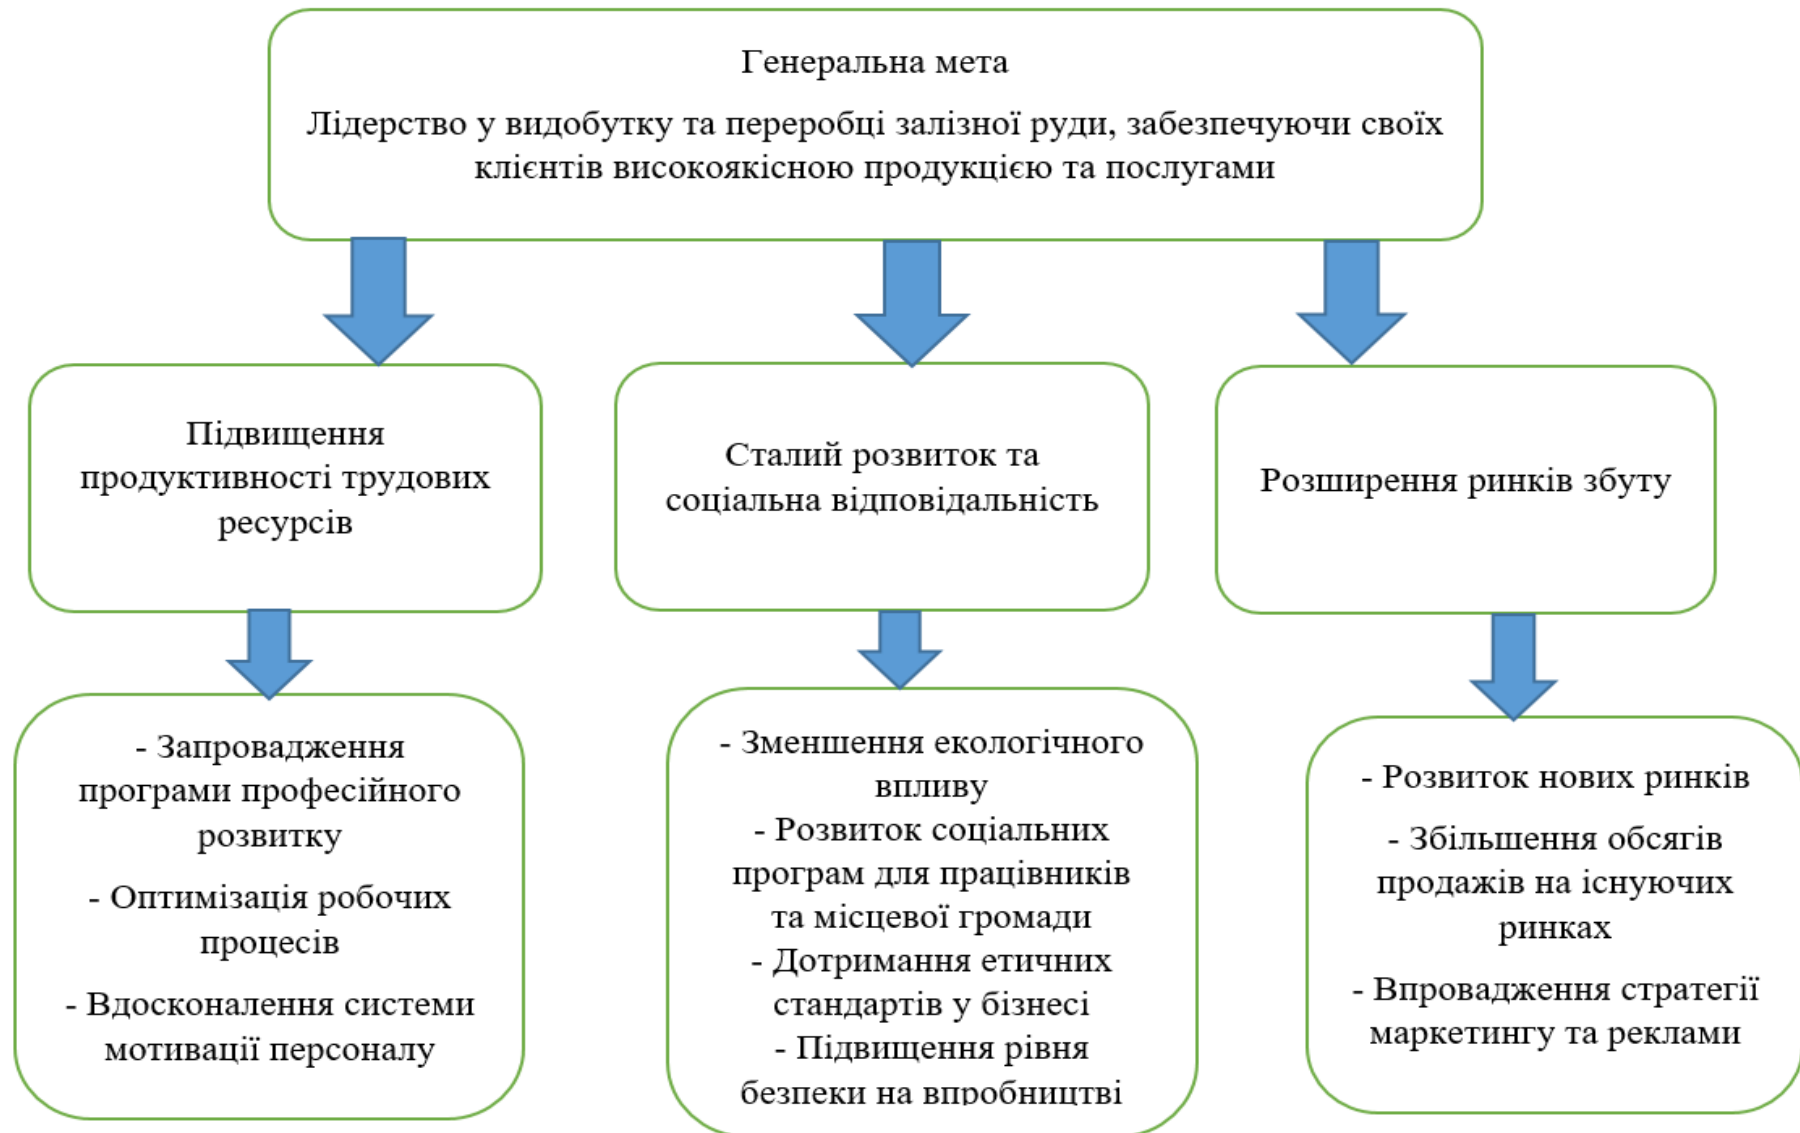 Генеральна мета
Лідерство у видобутку та переробці залізної руди, забезпечуючи своїх
клієнтів високоякісною продукцією та послугами
Підвищення
продуктивності трудових
ресурсів
Сталий розвиток та
соціальна відповідальність
Розширення ринків збуту
- Запровадження
програми професійного
розвитку
- Оптимізація робочих
процесів
- Вдосконалення системи
мотивації персоналу
- Зменшення екологічного
впливу
- Розвиток соціальних
програм для працівників
та місцевої громади
- Дотримання етичних
стандартів у бізнесі
- Підвищення рівня
безпеки на впробництві
- Розвиток нових ринків
- Збільшення обсягів
продажів на існуючих
ринках
- Впровадження стратегії
маркетингу та реклами